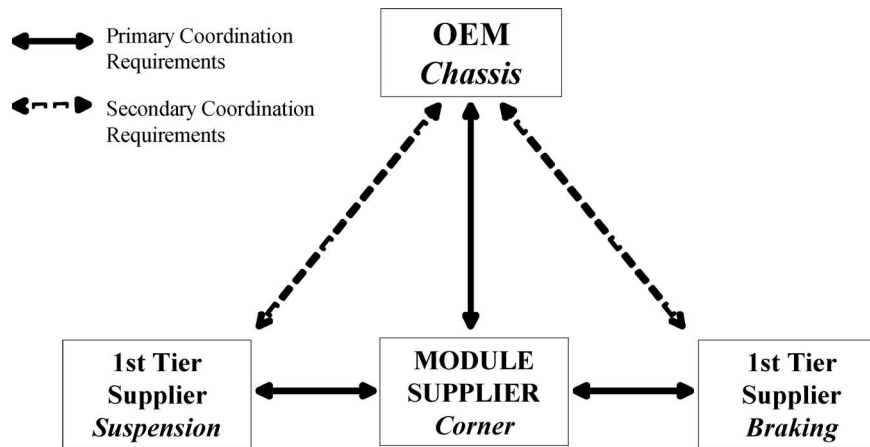 Primary Coordination
Requirements
Secondary Coordination
Requirements
OEM
Chassis
1st Tier
Supplier
Suspension
MODULE
SUPPLIER
Corner
1st Tier
Supplier
Braking